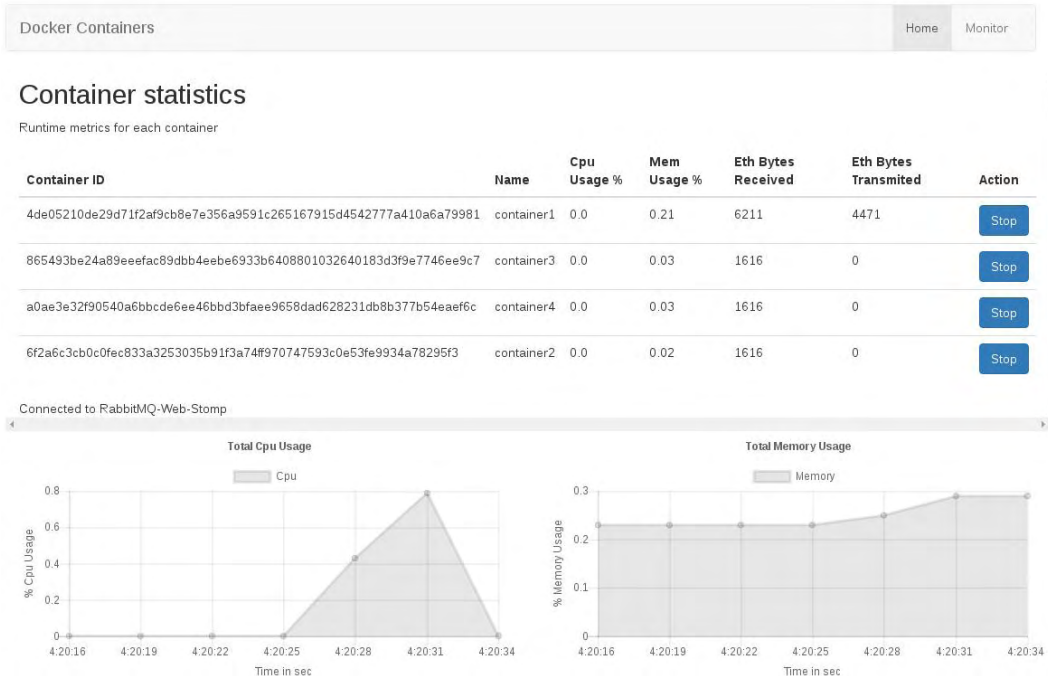 Docker Containers Home Monitor
Container statistics
Runtime metrics for each container
Container ID Name Cpu Usage % Mem Usage % Eth Bytes Received Eth Bytes Transmited Action
4de05210de29d71f2af9cb8e7e356a9591c265167915d4542777a410a6a79981 container1 0.0 0.21 6211 4471 Stop
865493be24a89eeefac89dbb4eebe6933b6408801032640183d3f9e7746ee9c7 container3 0.0 0.03 1616 0 Stop
a0ae3e32f90540a6bbcde6ee46bbd3bfaee9658dad628231db8b377b54eaef6c container4 0.0 0.03 1616 0 Stop
6f2a6c3cb0c0fec833a3253035b91f3a74ff970747593c0e53fe9934a78295f3 container2 0.0 0.02 1616 0 Stop
Connected to RabbitMQ-Web-Stomp
Total Cpu Usage
Cpu
% Cpu Usage
0.8
0.6
0.4
0.2
0
4:20:16 4:20:19 4:20:22 4:20:25 4:20:28 4:20:31 4:20:34
Time in sec
Total Memory Usage
Memory
% Memory Usage
0.3
0.2
0.1
0
4:20:16 4:20:19 4:20:22 4:20:25 4:20:28 4:20:31 4:20:34
Time in sec